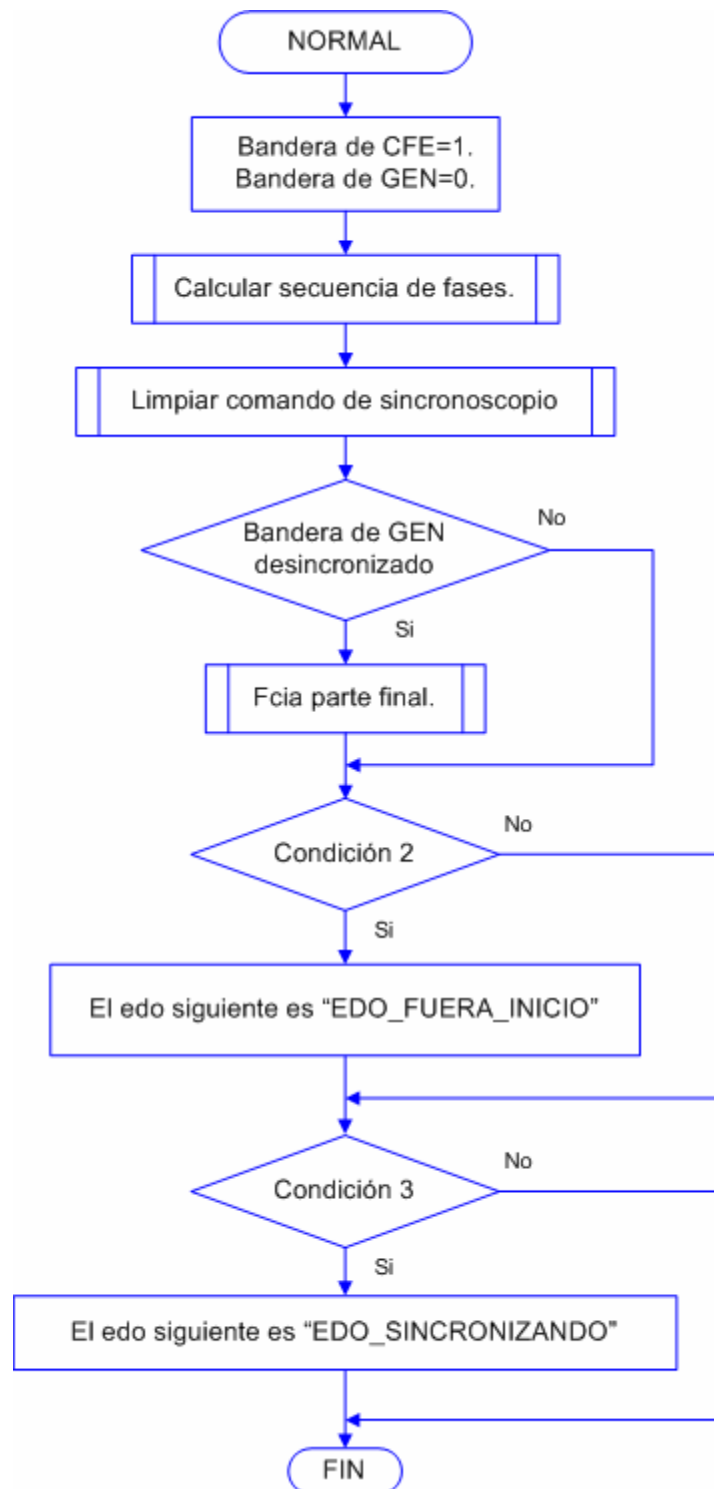 NORMAL
Bandera de CFE=1.
Bandera de GEN=0.
Calcular secuencia de fases.
Limpiar comando de sincronoscopio
Bandera de GEN
desincronizado
No
Si
Fcia parte final.
Condición 2
No
Si
El edo siguiente es “EDO_FUERA_INICIO”
Condición 3
No
Si
El edo siguiente es “EDO_SINCRONIZANDO”
FIN